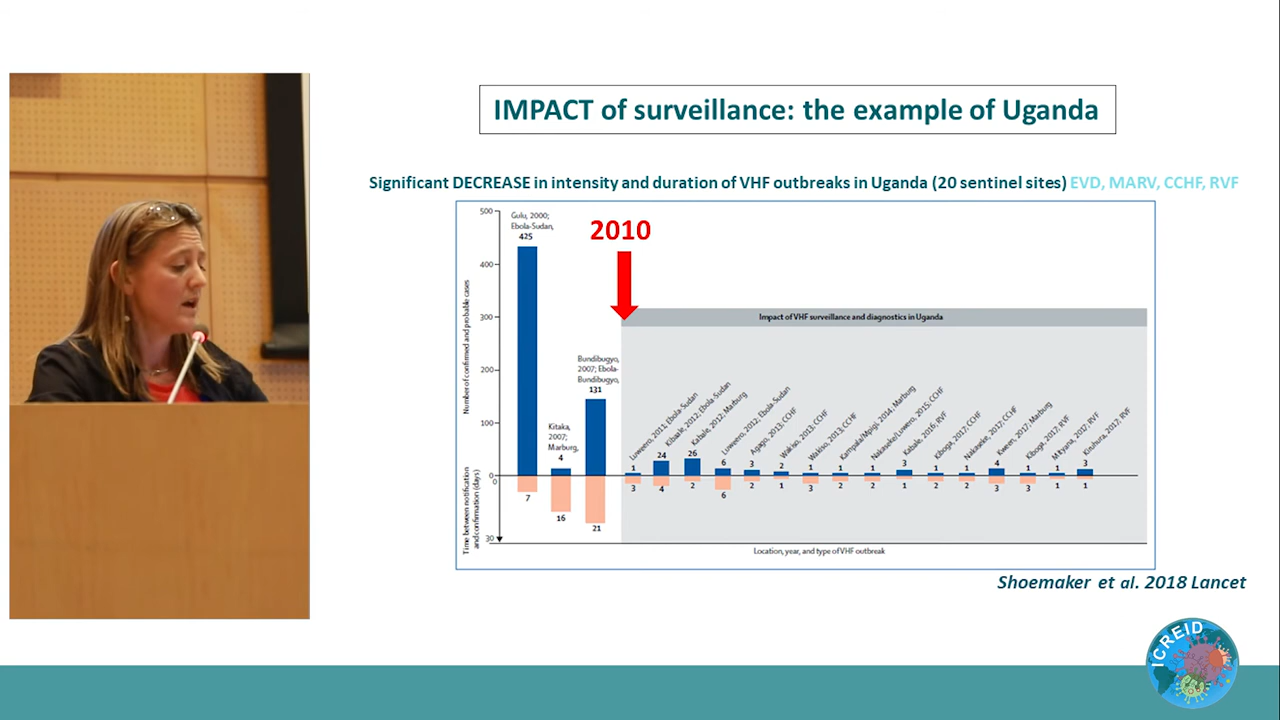 IMPACT of surveillance: the example of Uganda
Significant DECREASE in intensity and duration of VHF outbreaks in Uganda (20 sentinel sites) EVD, MARV, CCHF, RVF
2010
Impact of VHF surveillance and diagnostics in Uganda
Number of confirmed and probable cases
500
400
300
200
100
0
0
30
Time between notification
and confirmation (days)
Gulu, 2000;
Ebola-Sudan,
425
7
Kitaka,
2007;
Marburg,
4
16
Bundibugyo,
2007; Ebola-
Bundibugyo,
131
21
Luweero, 2011; Ebola-Sudan
1
3
Kibaale, 2012; Ebola-Sudan
24
4
Kabale, 2012; Marburg
26
2
Luweero, 2012; Ebola-Sudan
6
6
Agago, 2013; CCHF
3
2
Wakiso, 2013; CCHF
2
1
Wakiso, 2013; CCHF
1
3
Kampala/Mpigi, 2014; Marburg
1
2
Nakaseke/Luwero, 2015; CCHF
1
2
Kabale, 2016; RVF
3
1
Kiboga, 2017; CCHF
1
2
Nakaseke, 2017; CCHF
1
2
Kween, 2017; Marburg
4
3
Kiboga, 2017; RVF
1
3
Mityana, 2017; RVF
1
1
Kiruhura, 2017; RVF
3
1
Location, year, and type of VHF outbreak
Shoemaker et al. 2018 Lancet
ICREID